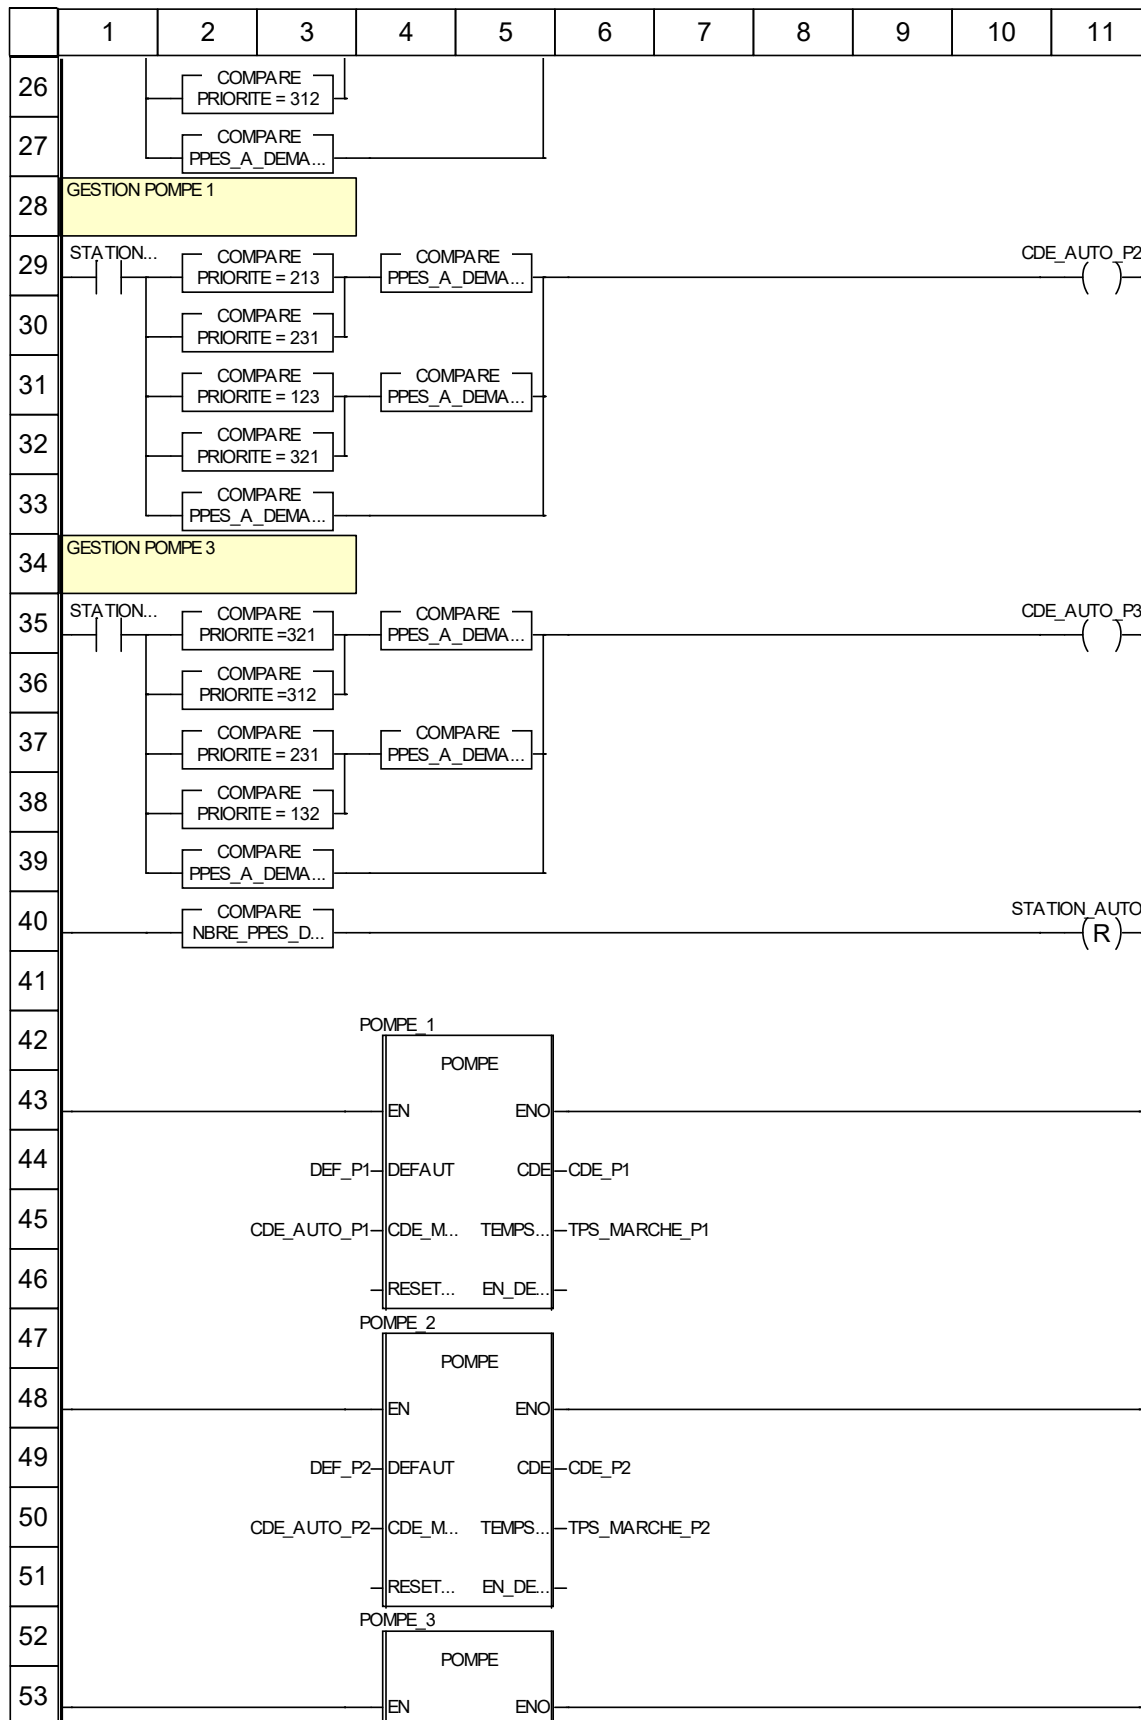 1 2 3 4 5 6 7 8 9 10 11
26
COMPARE
PRIORITE = 312
27
COMPARE
PPES_A_DEMA...
28
GESTION POMPE 1
29
STATION...
COMPARE
PRIORITE = 213
COMPARE
PPES_A_DEMA...
CDE_AUTO_P2
( )
30
COMPARE
PRIORITE = 231
31
COMPARE
PRIORITE = 123
COMPARE
PPES_A_DEMA...
32
COMPARE
PRIORITE = 321
33
COMPARE
PPES_A_DEMA...
34
GESTION POMPE 3
35
STATION...
COMPARE
PRIORITE =321
COMPARE
PPES_A_DEMA...
CDE_AUTO_P3
( )
36
COMPARE
PRIORITE =312
37
COMPARE
PRIORITE = 231
COMPARE
PPES_A_DEMA...
38
COMPARE
PRIORITE = 132
39
COMPARE
PPES_A_DEMA...
40
COMPARE
NBRE_PPES_D...
STATION_AUTO
(R)
41
42
POMPE_1
POMPE
43
EN ENO
44
DEF_P1 DEFAUT CDE CDE_P1
45
CDE_AUTO_P1 CDE_M... TEMPS... TPS_MARCHE_P1
46
RESET... EN_DE...
47
POMPE_2
POMPE
48
EN ENO
49
DEF_P2 DEFAUT CDE CDE_P2
50
CDE_AUTO_P2 CDE_M... TEMPS... TPS_MARCHE_P2
51
RESET... EN_DE...
52
POMPE_3
POMPE
53
EN ENO